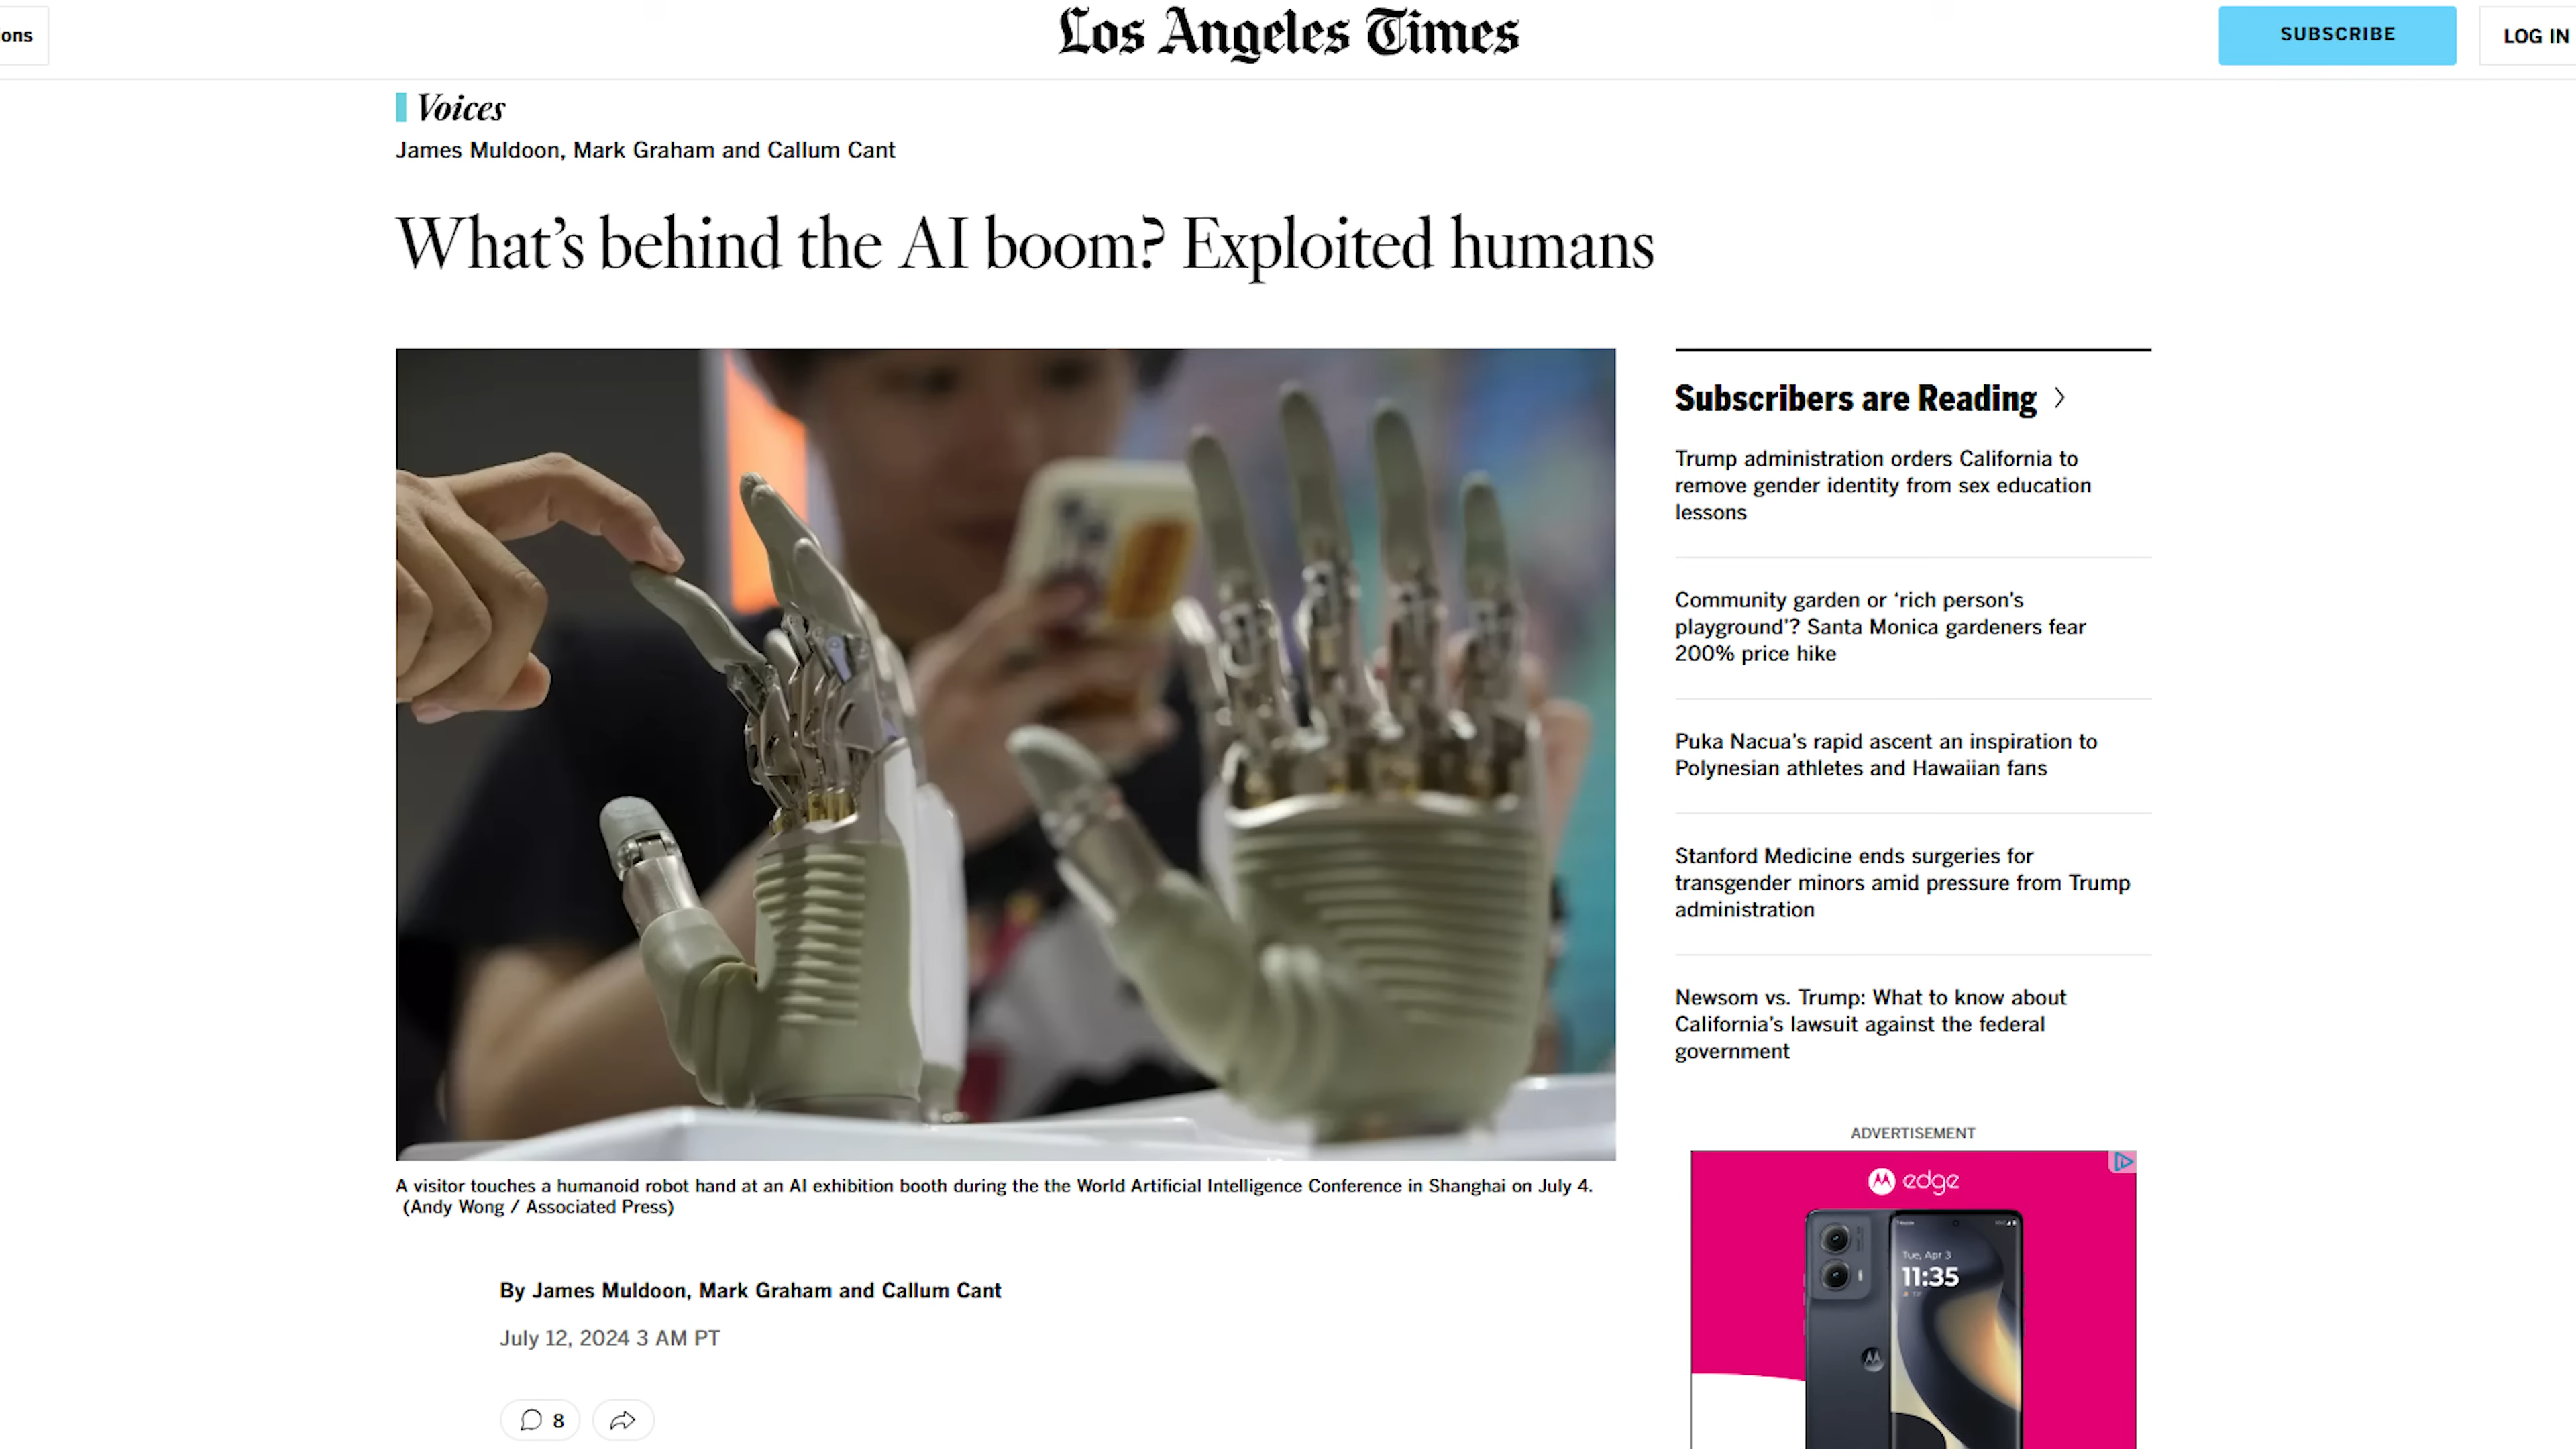 ons
Los Angeles Times
SUBSCRIBE
LOG IN
Voices
James Muldoon, Mark Graham and Callum Cant
What's behind the AI boom? Exploited humans
A visitor touches a humanoid robot hand at an AI exhibition booth during the the World Artificial Intelligence Conference in Shanghai on July 4.
(Andy Wong / Associated Press)
By James Muldoon, Mark Graham and Callum Cant
July 12, 2024 3 AM PT
8
Subscribers are Reading
Trump administration orders California to
remove gender identity from sex education
lessons
Community garden or ‘rich person's
playground’? Santa Monica gardeners fear
200% price hike
Puka Nacua's rapid ascent an inspiration to
Polynesian athletes and Hawaiian fans
Stanford Medicine ends surgeries for
transgender minors amid pressure from Trump
administration
Newsom vs. Trump: What to know about
California's lawsuit against the federal
government
ADVERTISEMENT
edge
Tue, Apr 3
11:35